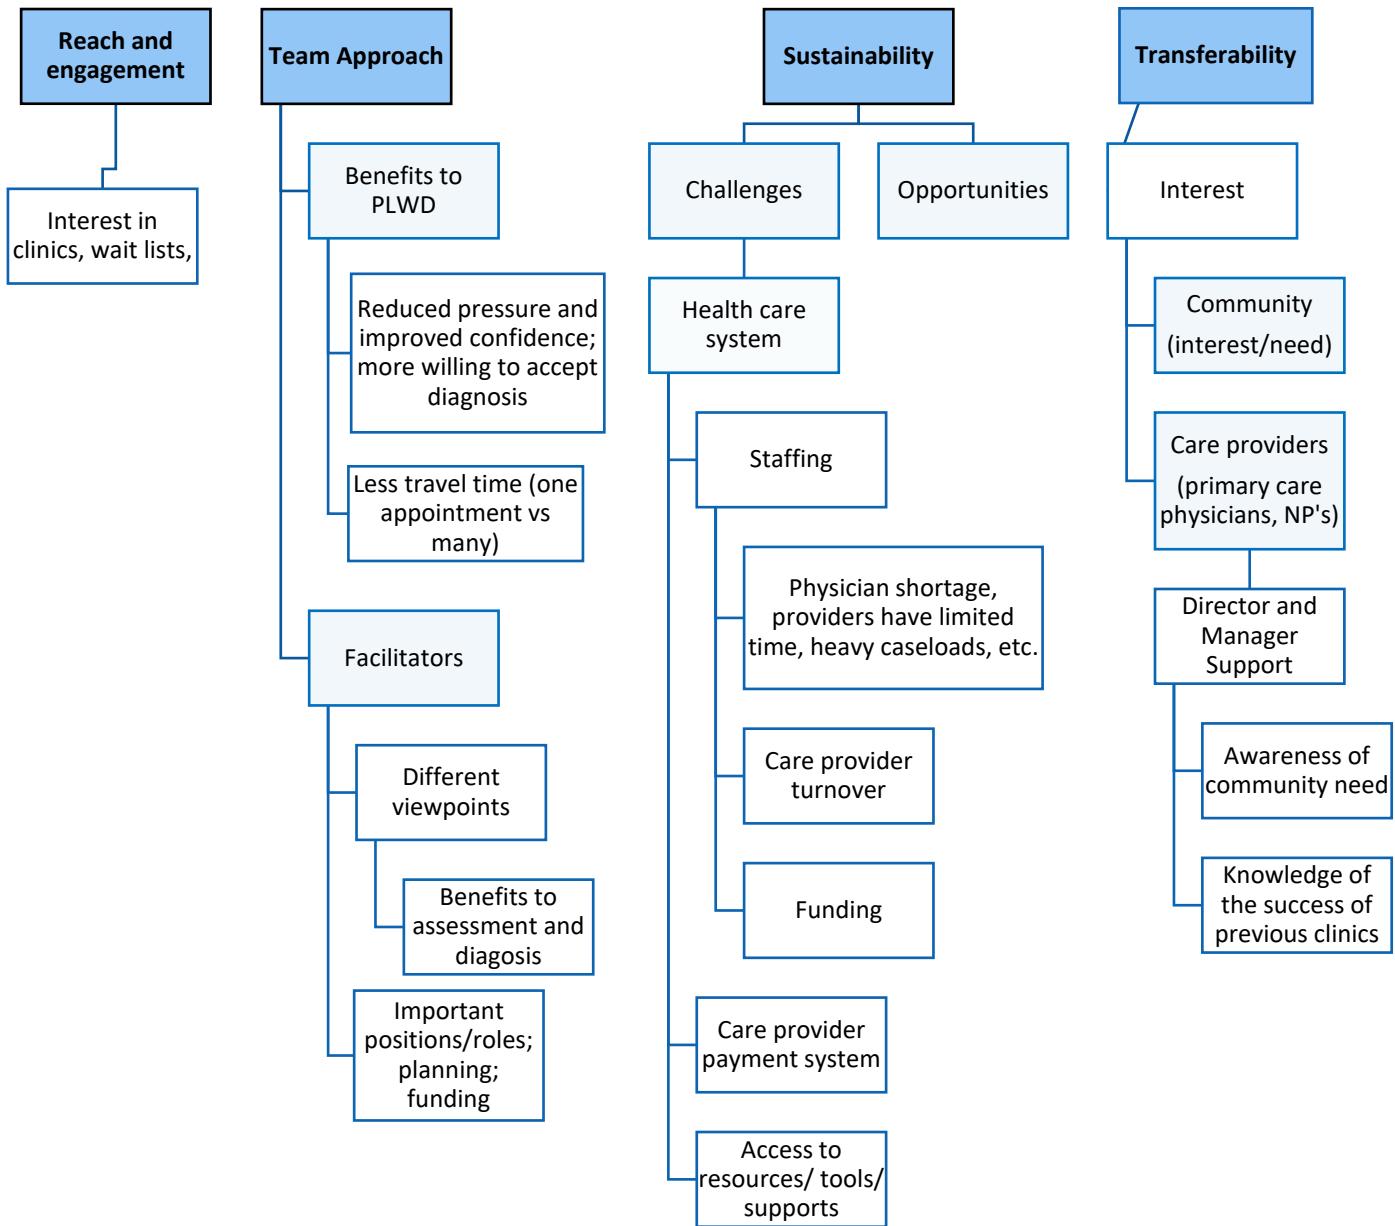 Reach and
engagement
Interest in
clinics, wait lists,
Team Approach
Benefits to
PLWD
Reduced pressure and
improved confidence;
more willing to accept
diagnosis
Less travel time (one
appointment vs
many)
Facilitators
Different
viewpoints
Benefits to
assessment and
diagosis
Important
positions/roles;
planning;
funding
Sustainability
Challenges
Opportunities
Health care
system
Staffing
Physician shortage,
providers have limited
time, heavy caseloads, etc.
Care provider
turnover
Funding
Care provider
payment system
Access to
resources/ tools/
supports
Transferability
Interest
Community
(interest/need)
Care providers
(primary care
physicians, NP's)
Director and
Manager
Support
Awareness of
community need
Knowledge of
the success of
previous clinics